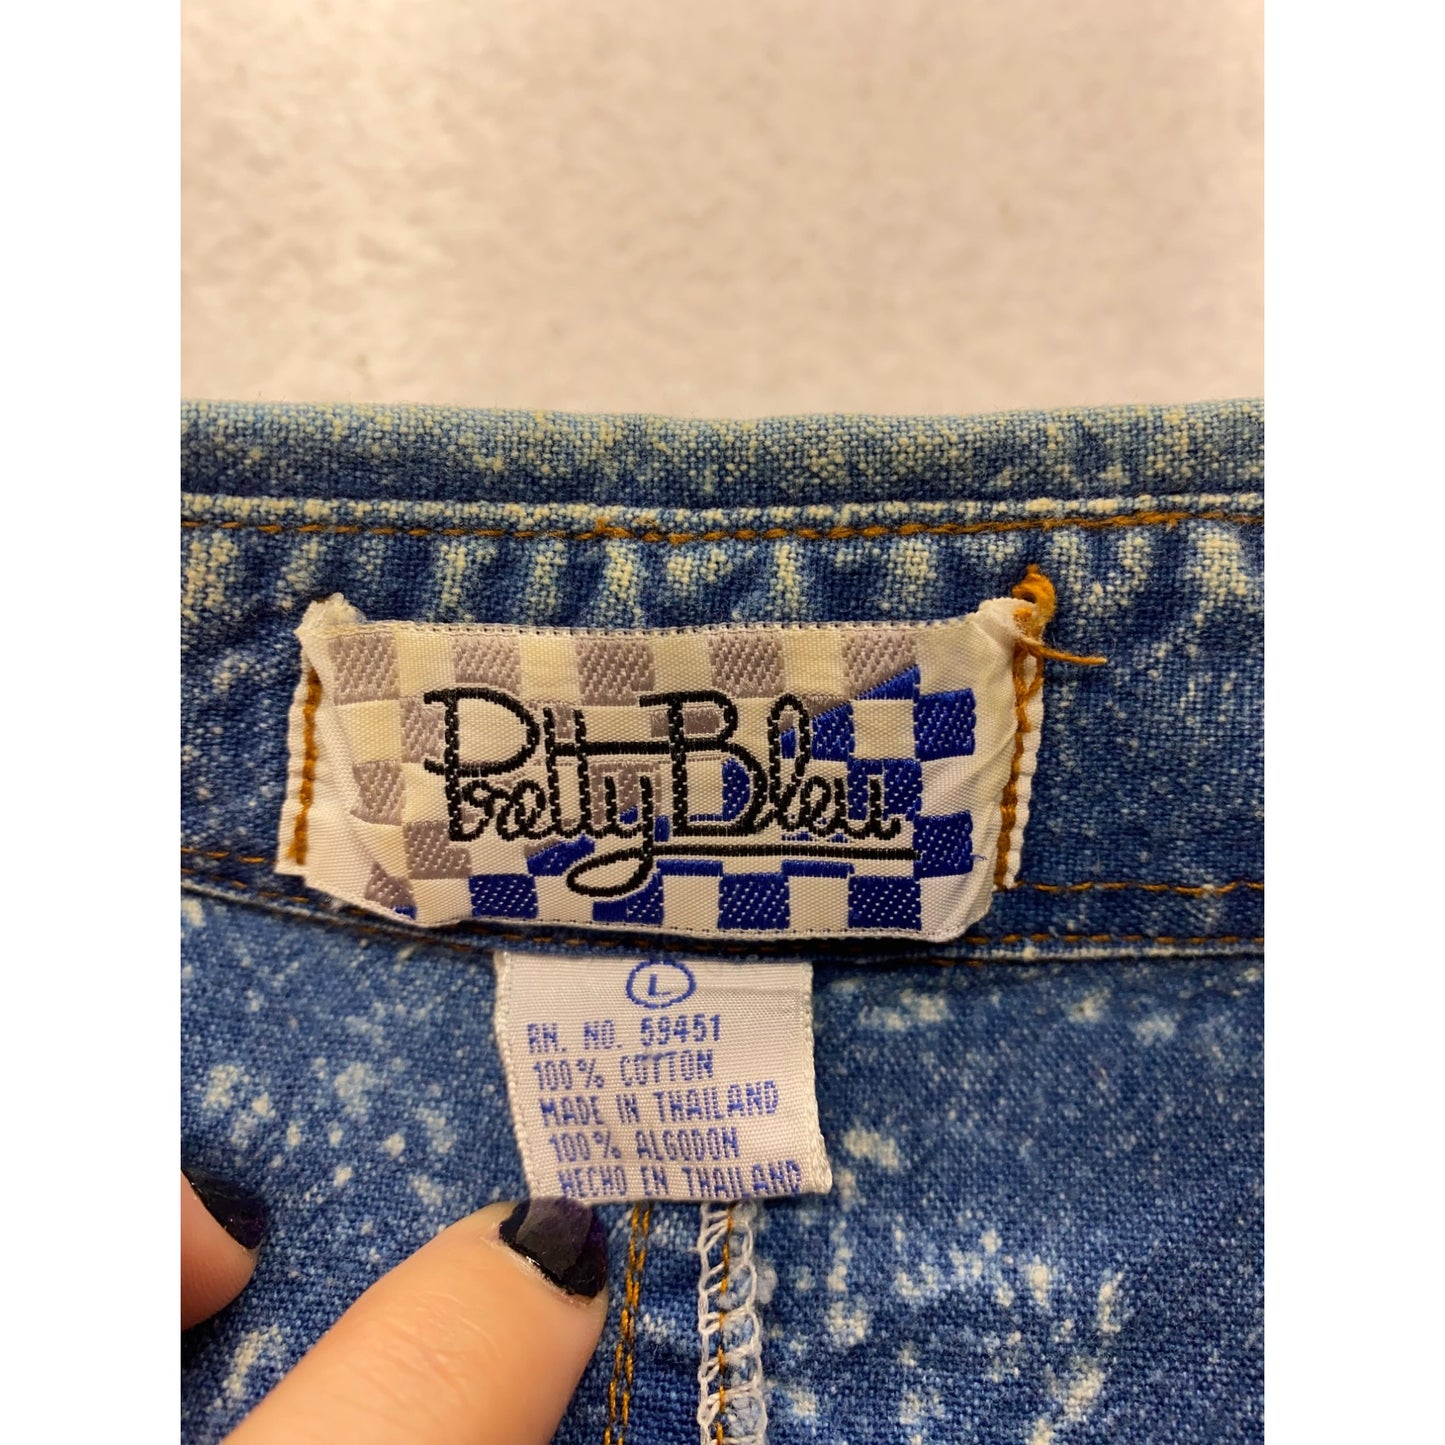 Pretty Bleu
L
RN. NO. 59451
100% COTTON
MADE IN THAILAND
100% ALGODON
HECHO EN THAILAND